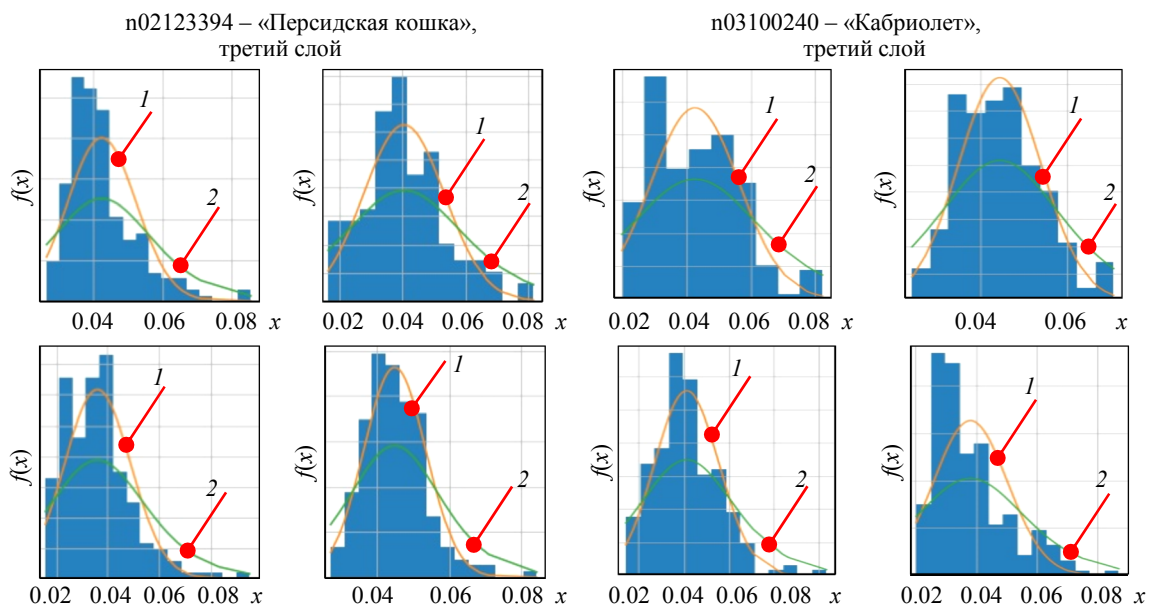 n02123394 – «Персидская кошка»,
третий слой
n03100240 – «Кабриолет»,
третий слой
f(x)
1
2
0.04 0.06 0.08 x
f(x)
1
2
0.02 0.04 0.06 0.08 x
f(x)
1
2
0.02 0.04 0.06 0.08 x
f(x)
1
2
0.04 0.06 x
f(x)
1
2
0.02 0.04 0.06 0.08 x
f(x)
1
2
0.04 0.06 x
f(x)
1
2
0.02 0.04 0.06 0.08 x
f(x)
1
2
0.02 0.04 0.06 0.08 x